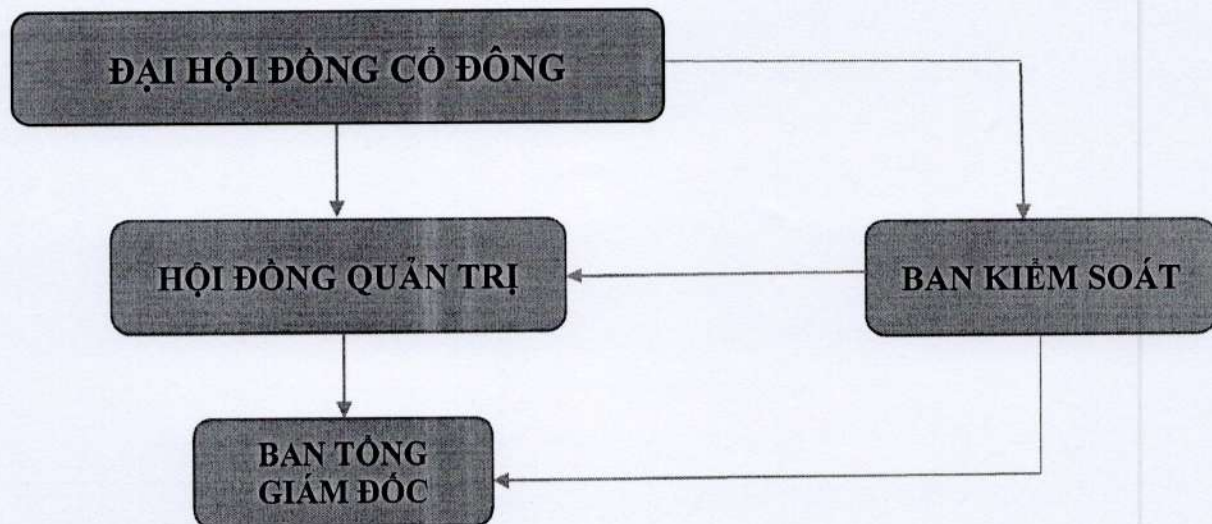 ĐẠI HỘI ĐỒNG CỔ ĐÔNG
HỘI ĐỒNG QUẢN TRỊ
BAN KIỂM SOÁT
BAN TỔNG
GIÁM ĐỐC